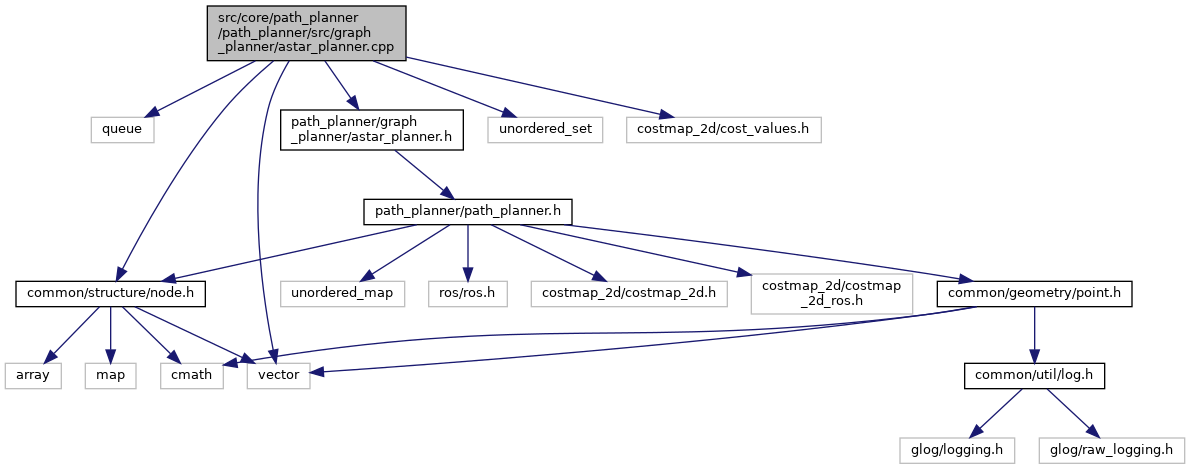 src/core/path_planner
/path_planner/src/graph
_planner/astar_planner.cpp
queue
path_planner/graph
_planner/astar_planner.h
unordered_set
costmap_2d/cost_values.h
path_planner/path_planner.h
common/structure/node.h
unordered_map
ros/ros.h
costmap_2d/costmap_2d.h
costmap_2d/costmap
_2d_ros.h
common/geometry/point.h
array
map
cmath
vector
common/util/log.h
glog/logging.h
glog/raw_logging.h